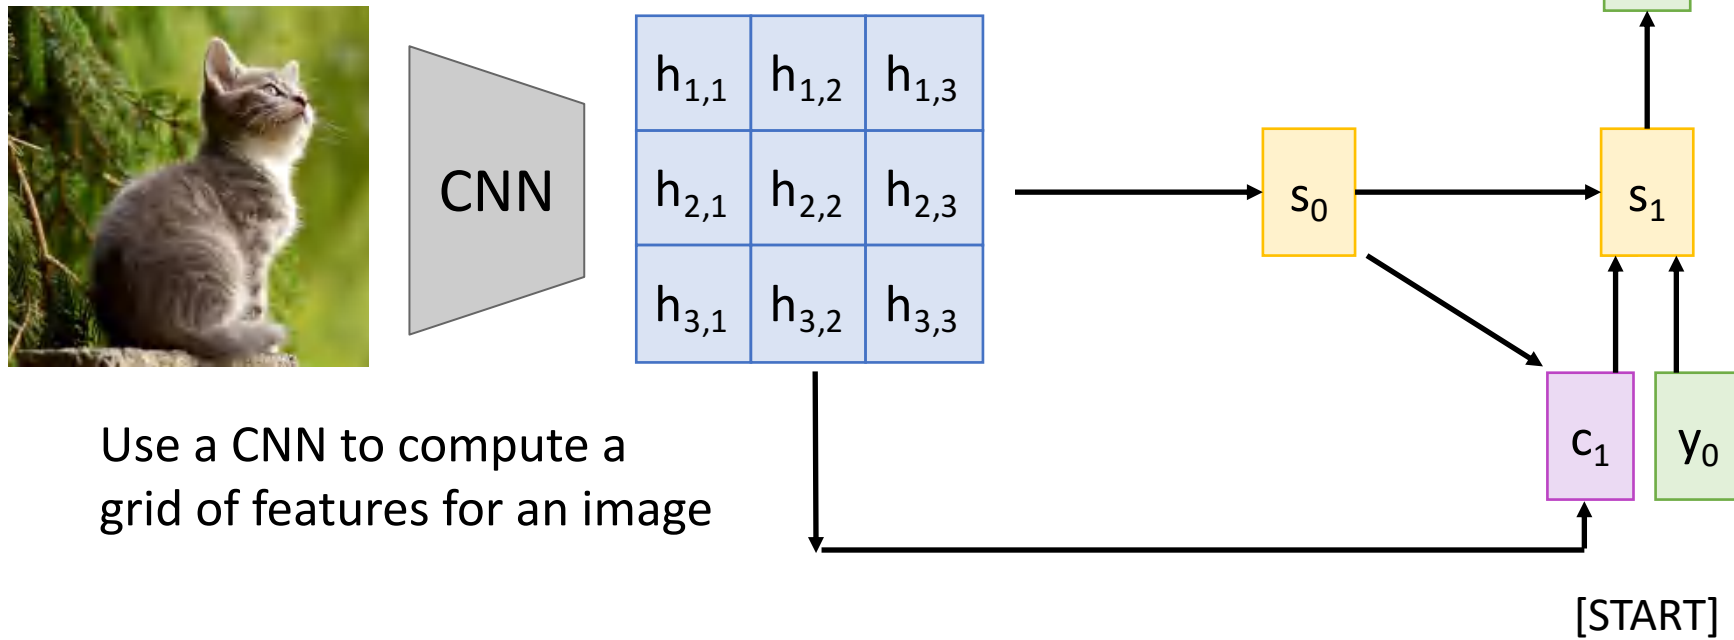 h1,1 h1,2 h1,3
CNN
h2,1 h2,2 h2,3
s0 s1
h3,1 h3,2 h3,3
Use a CNN to compute a
grid of features for an image
c1 y0
[START]